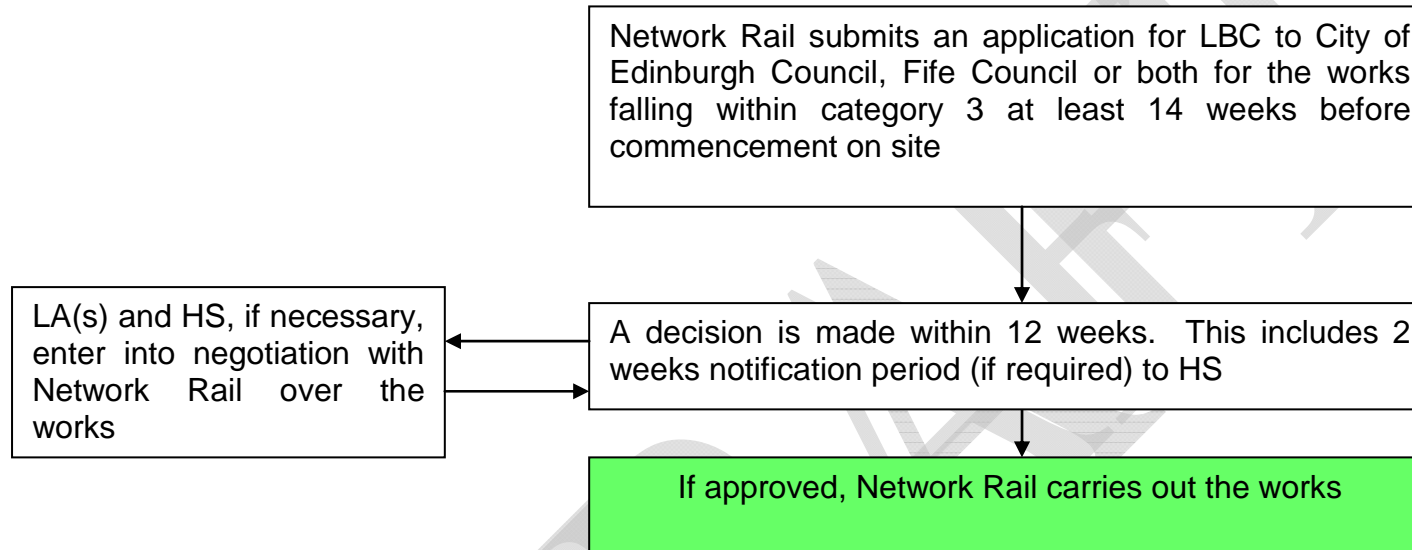 Network Rail submits an application for LBC to City of
Edinburgh Council, Fife Council or both for the works
falling within category 3 at least 14 weeks before
commencement on site
LA(s) and HS, if necessary,
enter into negotiation with
Network Rail over the
works
A decision is made within 12 weeks. This includes 2
weeks notification period (if required) to HS
If approved, Network Rail carries out the works